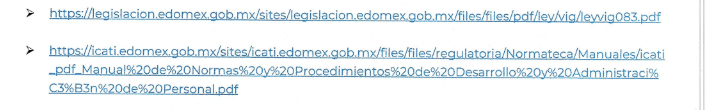 ➤ https://legislacion.edomex.gob.mx/sites/legislacion.edomex.gob.mx/files/files/pdf/ley/vig/leyvig083.pdf
➤ https://icati.edomex.gob.mx/sites/icati.edomex.gob.mx/files/files/regulatoria/Normateca/Manuales/icati
_pdf_Manual%20de%20Normas%20y%20Procedimientos%20de%20Desarrollo%20y%20Administraci%
C3%B3n%20de%20Personal.pdf